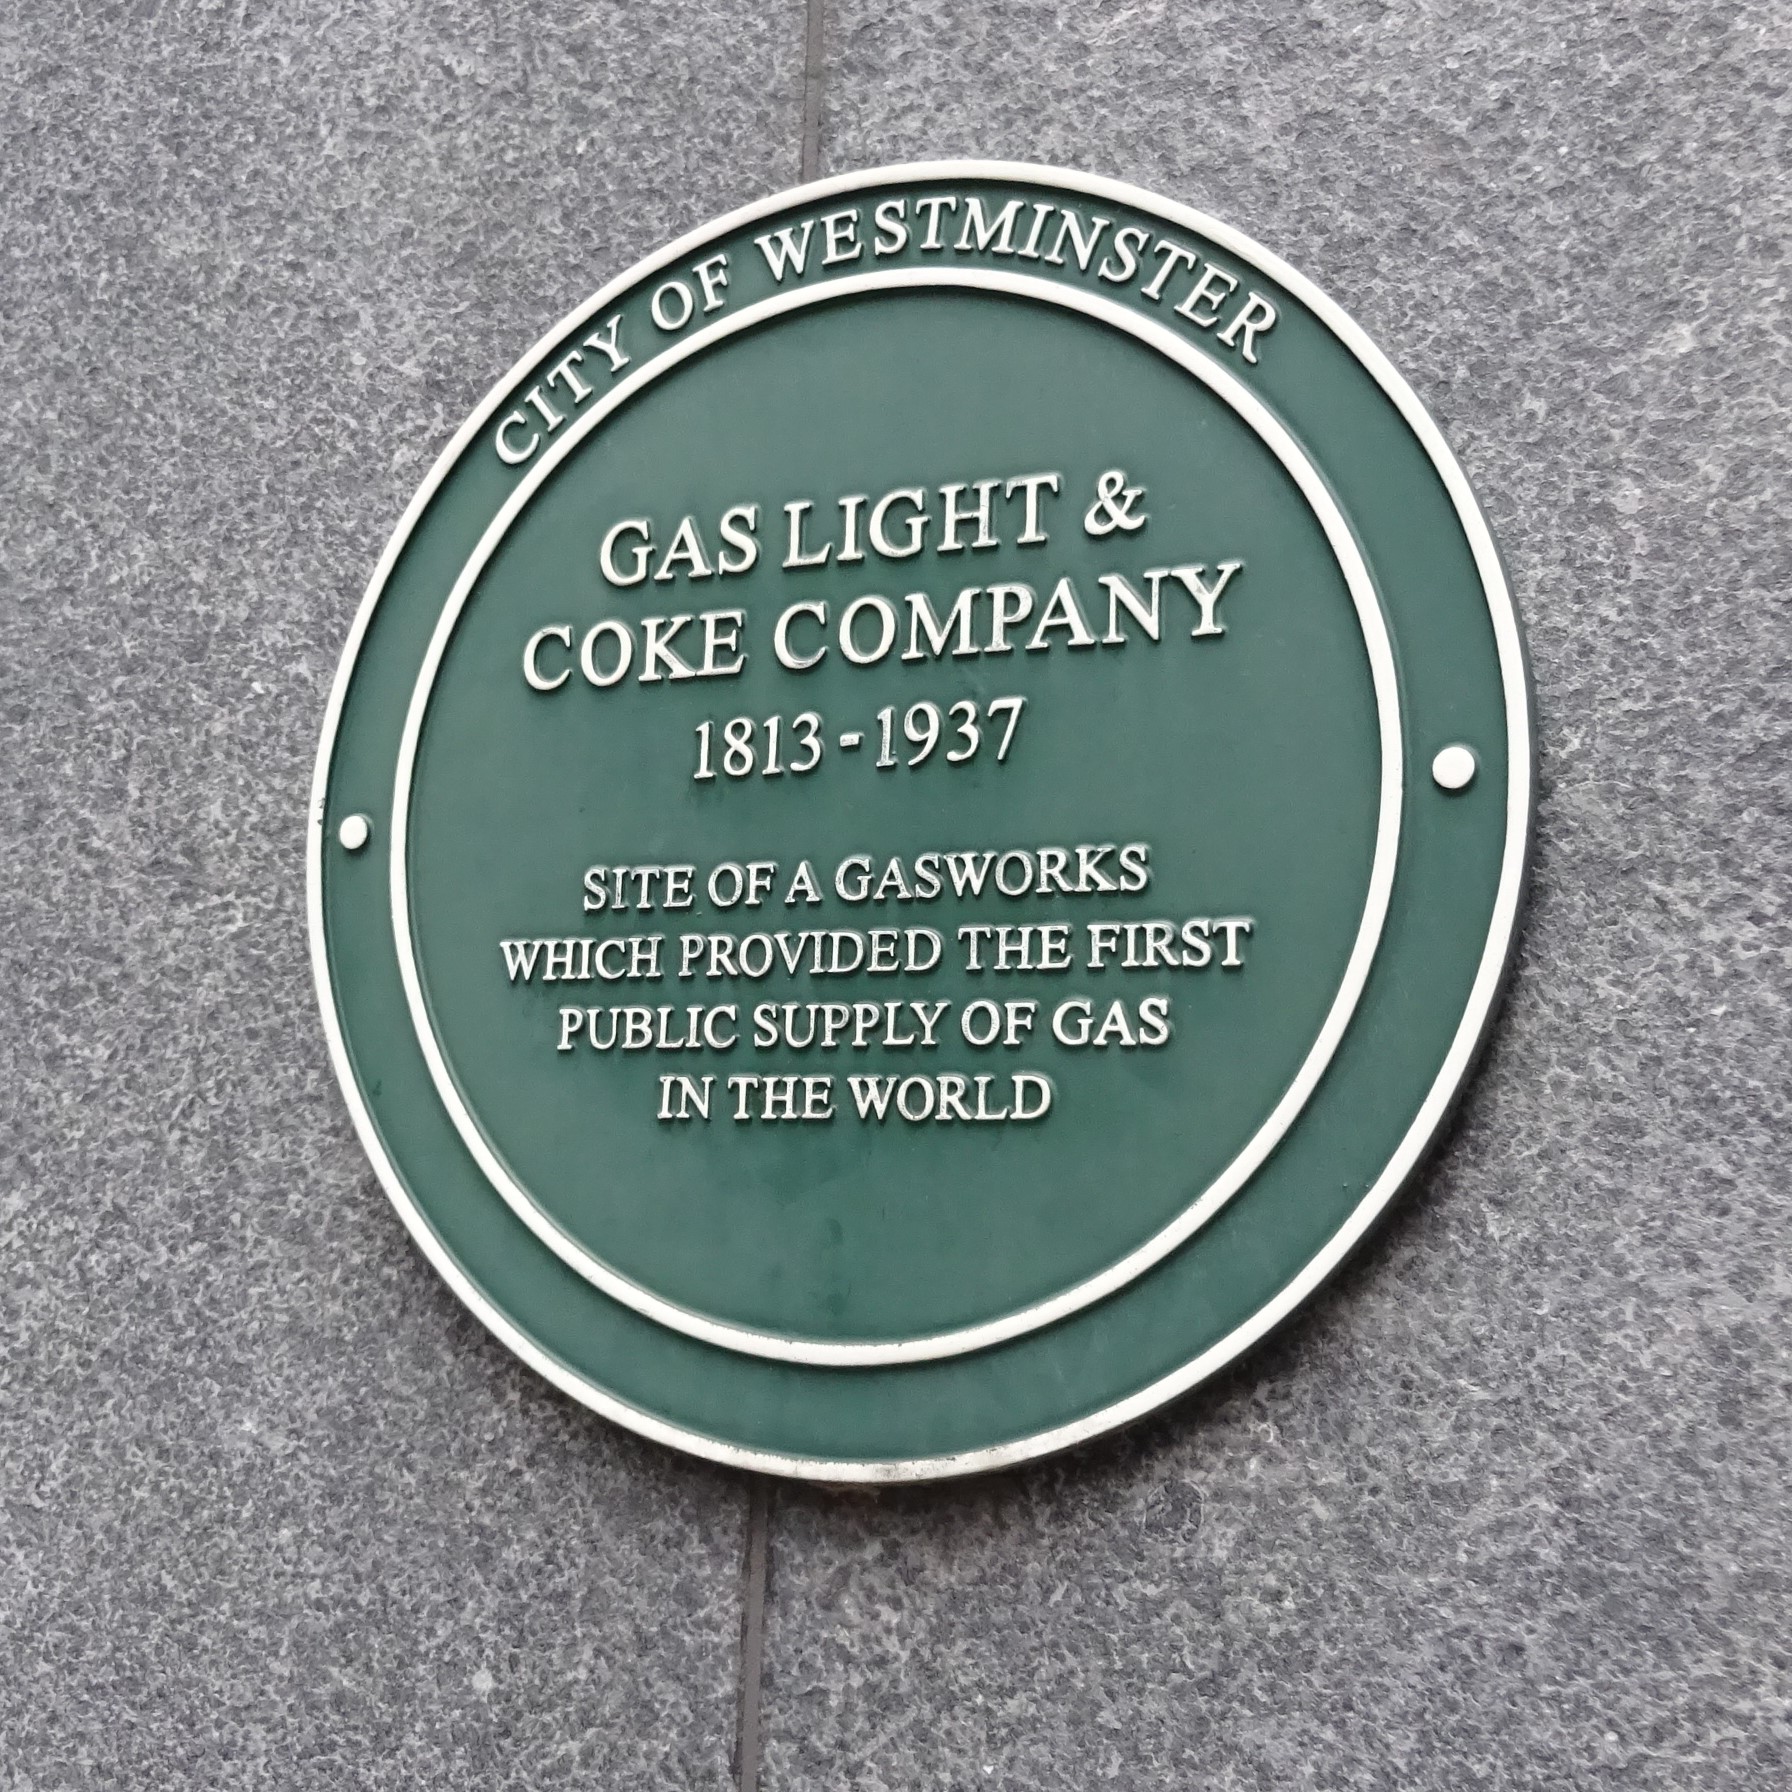 CITY OF WESTMINSTER
GAS LIGHT &
COKE COMPANY
1813-1937
SITE OF A GASWORKS
WHICH PROVIDED THE FIRST
PUBLIC SUPPLY OF GAS
IN THE WORLD